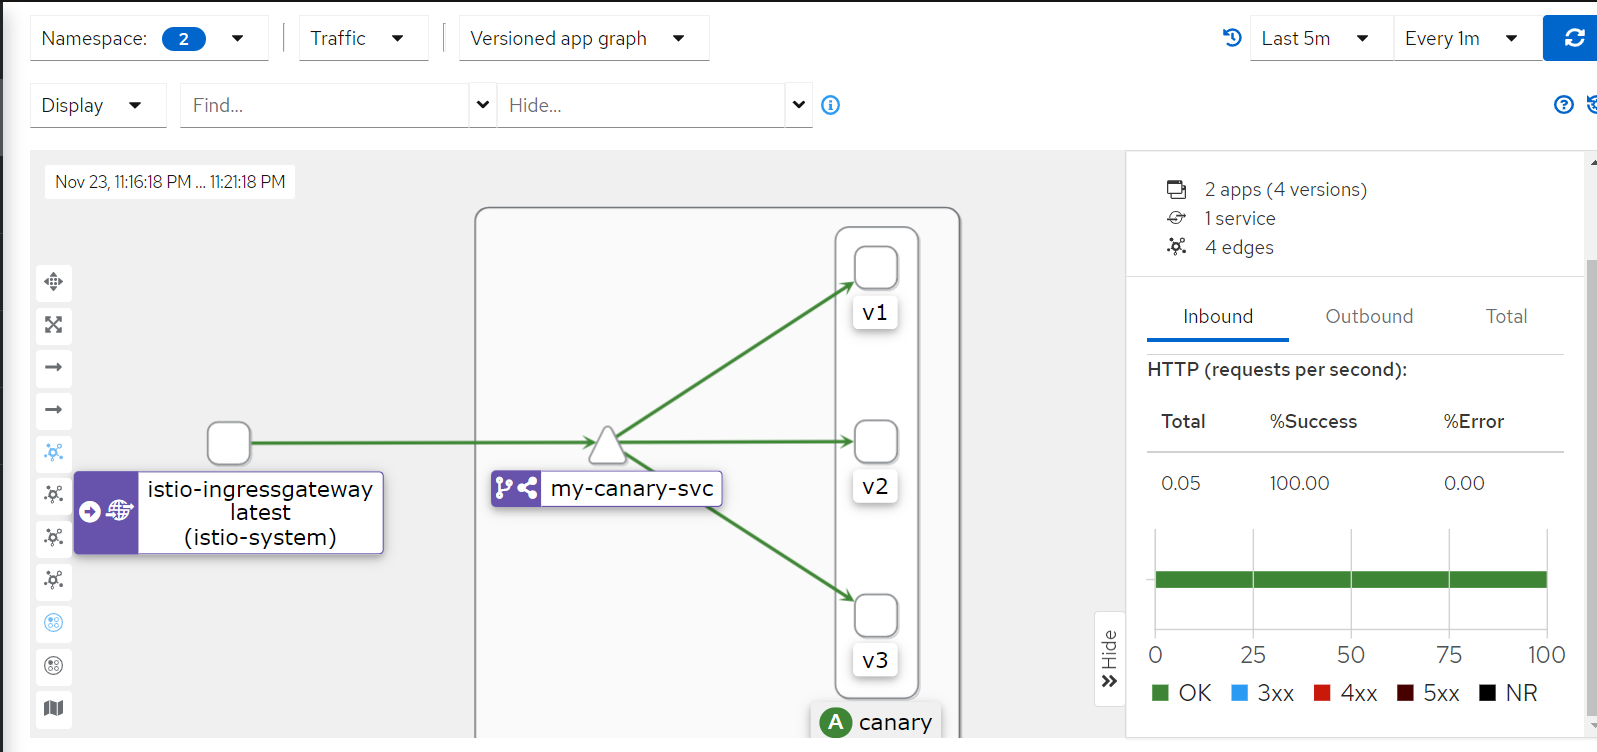 Namespace: 2
Traffic
Versioned app graph
Last 5m
Every 1m
Display
Find...
Hide...
Nov 23, 11:16:18 PM ... 11:21:18 PM
2 apps (4 versions)
1 service
4 edges
Inbound Outbound Total
HTTP (requests per second):
Total %Success %Error
0.05 100.00 0.00
0 25 50 75 100
OK 3xx 4xx 5xx NR
Hide
istio-ingressgateway
latest
(istio-system)
my-canary-svc
v1
v2
v3
A canary